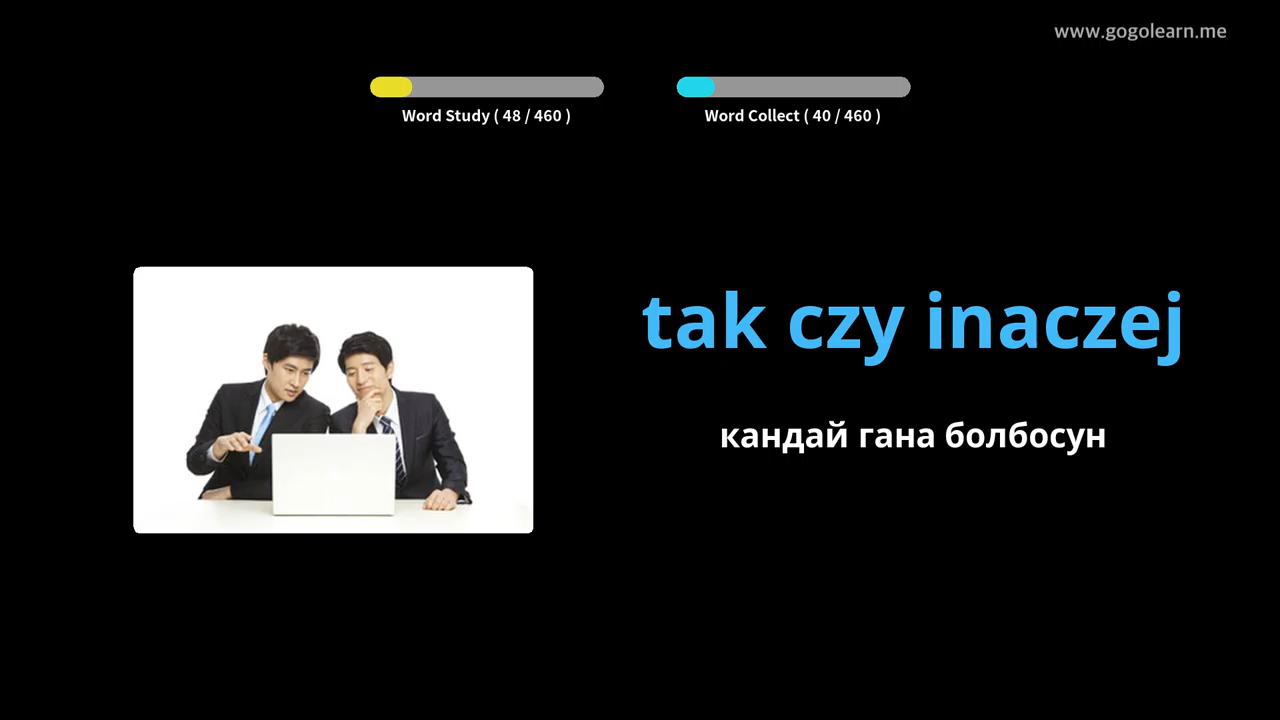 www.gogolearn.me
Word Study ( 48 / 460 )
Word Collect ( 40 / 460 )
tak czy inaczej
кандай гана болбосун